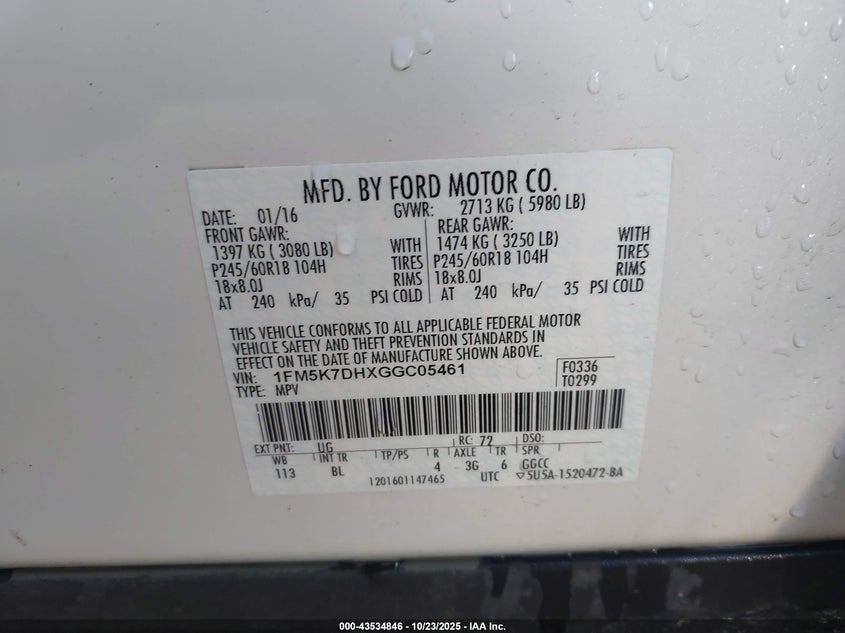 MFD. BY FORD MOTOR CO.
DATE: 01/16 GVWR: 2713 KG ( 5980 LB)
FRONT GAWR: REAR GAWR:
1397 KG ( 3080 LB) WITH 1474 KG ( 3250 LB) WITH
P245/60R18 104H TIRES P245/60R18 104H TIRES
18x8.0J RIMS 18x8.0J RIMS
AT 240 kPa/ 35 PSI COLD AT 240 kPa/ 35 PSI COLD
THIS VEHICLE CONFORMS TO ALL APPLICABLE FEDERAL MOTOR
VEHICLE SAFETY AND THEFT PREVENTION STANDARDS IN
EFFECT ON THE DATE OF MANUFACTURE SHOWN ABOVE.
VIN: 1FM5K7DHXGGC05461 F0336
TYPE: MPV T0299
EXT PNT: UG RC: 72 DSO:
WB INT TR TP/PS R AXLE TR SPR
113 BL 4 3G 6 GGCC
1201601147465 UTC ▽5U5A-1520472-BA
000-43534846 - 10/23/2025 - IAA Inc.